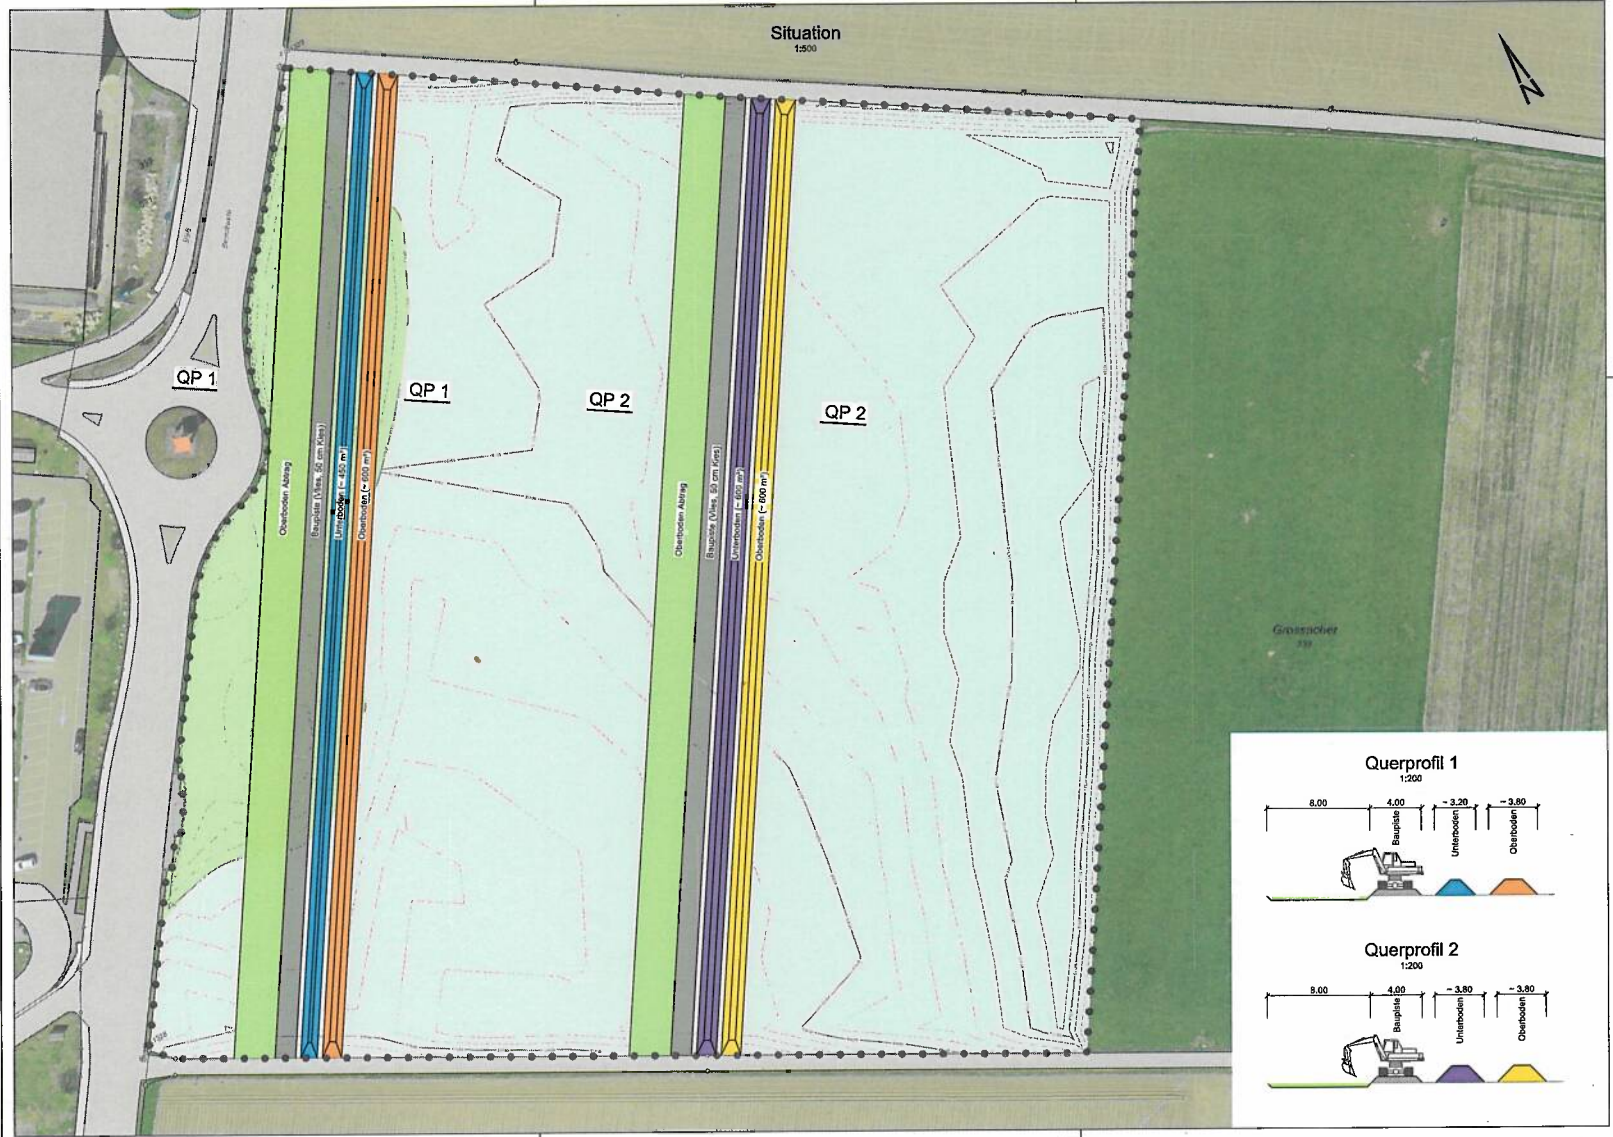 Situation
1:500
QP 1
QP 1
QP 2
QP 2
Oberboden Abtrag
Baupiste (Vlies, 50 cm Kies)
Unterboden (~ 450 m³)
Oberboden (~ 600 m³)
Oberboden Abtrag
Baupiste (Vlies, 50 cm Kies)
Unterboden (~ 600 m³)
Oberboden (~ 600 m³)
Grossacher
Querprofil 1
1:200
8.00 4.00 ~ 3.20 ~ 3.80
Baupiste
Unterboden
Oberboden
Querprofil 2
1:200
8.00 4.00 ~ 3.80 ~ 3.80
Baupiste
Unterboden
Oberboden